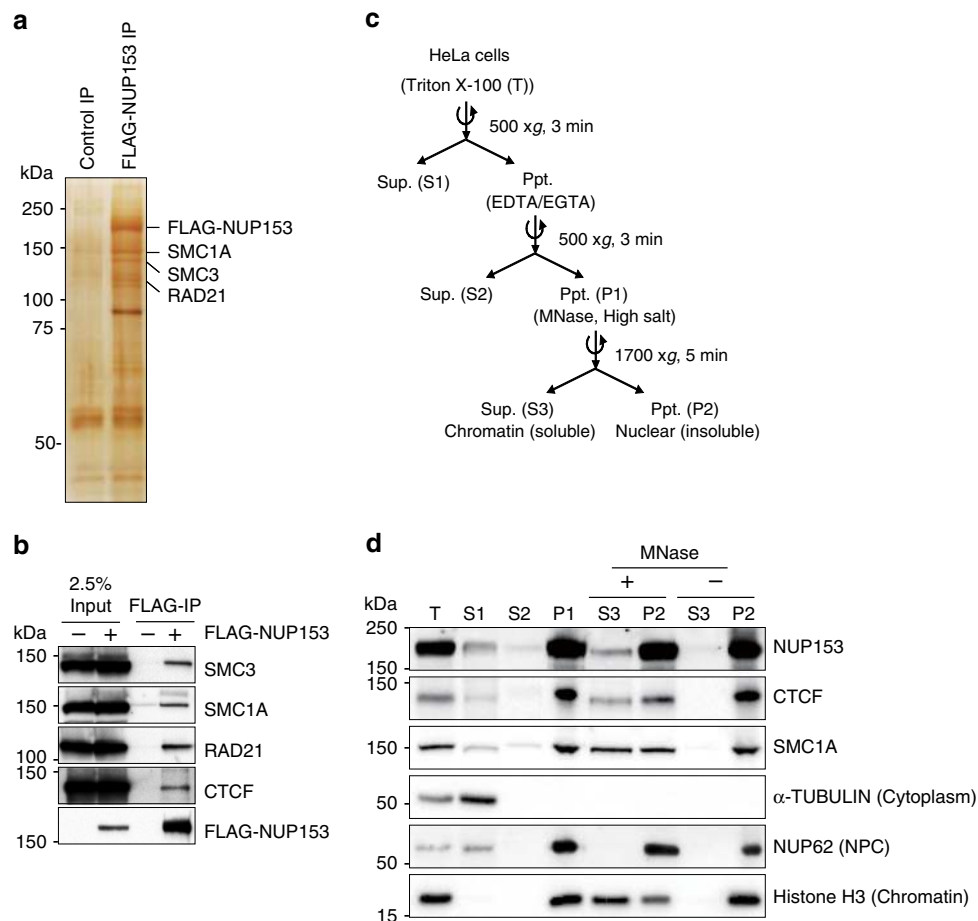 a
Control IP
FLAG-NUP153 IP
kDa
250
150
100
75
50-
FLAG-NUP153
SMC1A
SMC3
RAD21
c
HeLa cells
(Triton X-100 (T))
500 xg, 3 min
Sup. (S1)
Ppt.
(EDTA/EGTA)
500 xg, 3 min
Sup. (S2)
Ppt. (P1)
(MNase, High salt)
1700 xg, 5 min
Sup. (S3)
Chromatin (soluble)
Ppt. (P2)
Nuclear (insoluble)
b
2.5%
Input
FLAG-IP
kDa
− + − + FLAG-NUP153
150
SMC3
150
SMC1A
100
RAD21
150
CTCF
150
FLAG-NUP153
d
MNase
+ −
kDa
T S1 S2 P1 S3 P2 S3 P2
250
150
NUP153
150
CTCF
150
SMC1A
50
α-TUBULIN (Cytoplasm)
50
NUP62 (NPC)
15
Histone H3 (Chromatin)